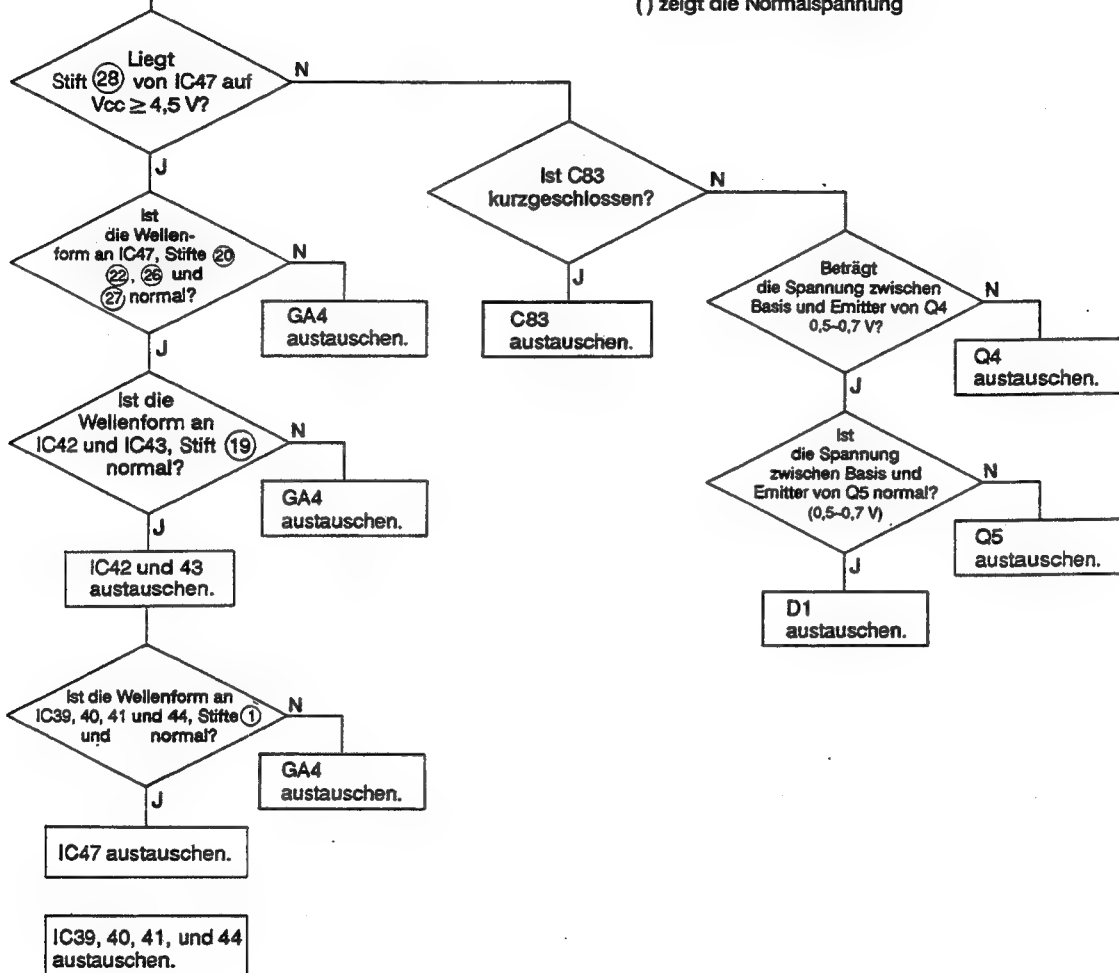 ( ) zeigt die Normalspannung
Liegt
Stift 28 von IC47 auf
Vcc ≥ 4,5 V?
N
J
Ist C83
kurzgeschlossen?
N
J
C83
austauschen.
Ist
die Wellen-
form an IC47, Stifte 20
22, 26 und
27 normal?
N
GA4
austauschen.
J
Beträgt
die Spannung zwischen
Basis und Emitter von Q4
0,5–0,7 V?
N
Q4
austauschen.
J
Ist die
Wellenform an
IC42 und IC43, Stift 19
normal?
N
GA4
austauschen.
J
Ist
die Spannung
zwischen Basis und
Emitter von Q5 normal?
(0,5–0,7 V)
N
Q5
austauschen.
J
D1
austauschen.
IC42 und 43
austauschen.
Ist die Wellenform an
IC39, 40, 41 und 44, Stifte 1
und normal?
N
GA4
austauschen.
J
IC47 austauschen.
IC39, 40, 41, und 44
austauschen.